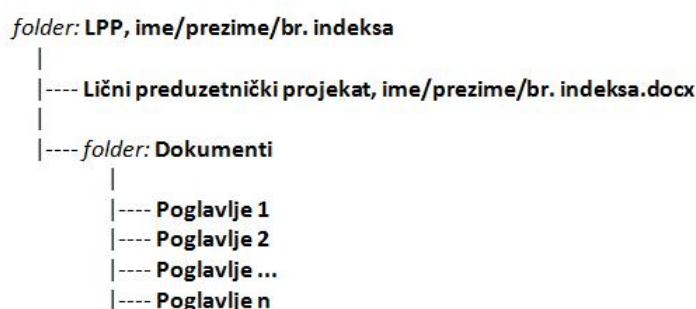 folder: LPP, ime/prezime/br. indeksa
|
|---- Lični preduzetnički projekat, ime/prezime/br. indeksa.docx
|
|---- folder: Dokumenti
|
|---- Poglavlje 1
|---- Poglavlje 2
|---- Poglavlje ...
|---- Poglavlje n